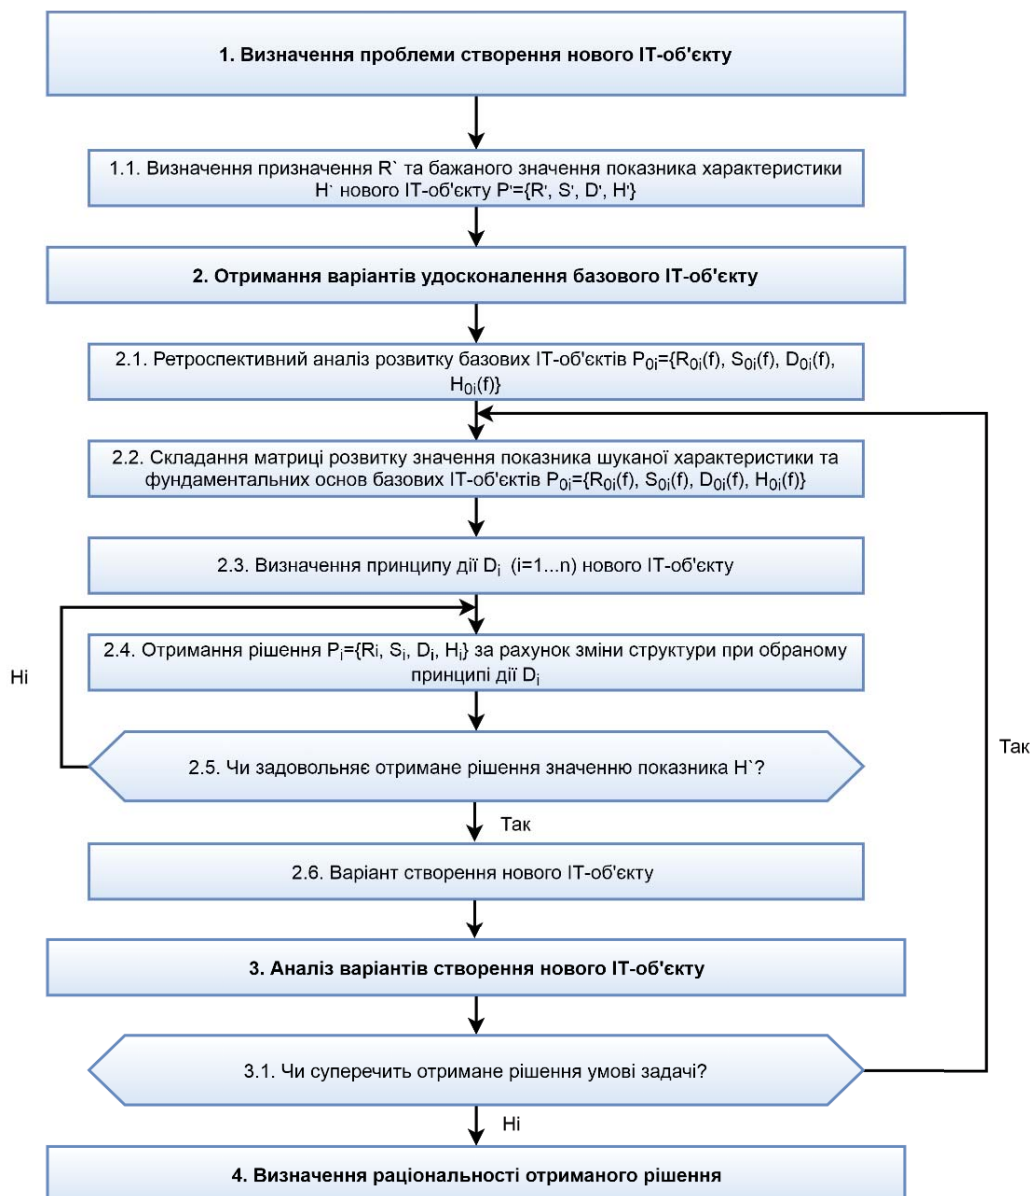 1. Визначення проблеми створення нового ІТ-об'єкту
1.1. Визначення призначення R` та бажаного значення показника характеристики
H` нового ІТ-об'єкту P'={R', S', D', H'}
2. Отримання варіантів удосконалення базового ІТ-об'єкту
2.1. Ретроспективний аналіз розвитку базових ІТ-об'єктів P₀ᵢ={R₀ᵢ(f), S₀ᵢ(f), D₀ᵢ(f),
H₀ᵢ(f)}
2.2. Складання матриці розвитку значення показника шуканої характеристики та
фундаментальних основ базових ІТ-об'єктів P₀ᵢ={R₀ᵢ(f), S₀ᵢ(f), D₀ᵢ(f), H₀ᵢ(f)}
2.3. Визначення принципу дії Dᵢ (i=1...n) нового ІТ-об'єкту
2.4. Отримання рішення Pᵢ={Rᵢ, Sᵢ, Dᵢ, Hᵢ} за рахунок зміни структури при обраному
принципі дії Dᵢ
Ні
Так
2.5. Чи задовольняє отримане рішення значенню показника H`?
Так
2.6. Варіант створення нового ІТ-об'єкту
3. Аналіз варіантів створення нового ІТ-об'єкту
3.1. Чи суперечить отримане рішення умові задачі?
Ні
4. Визначення раціональності отриманого рішення